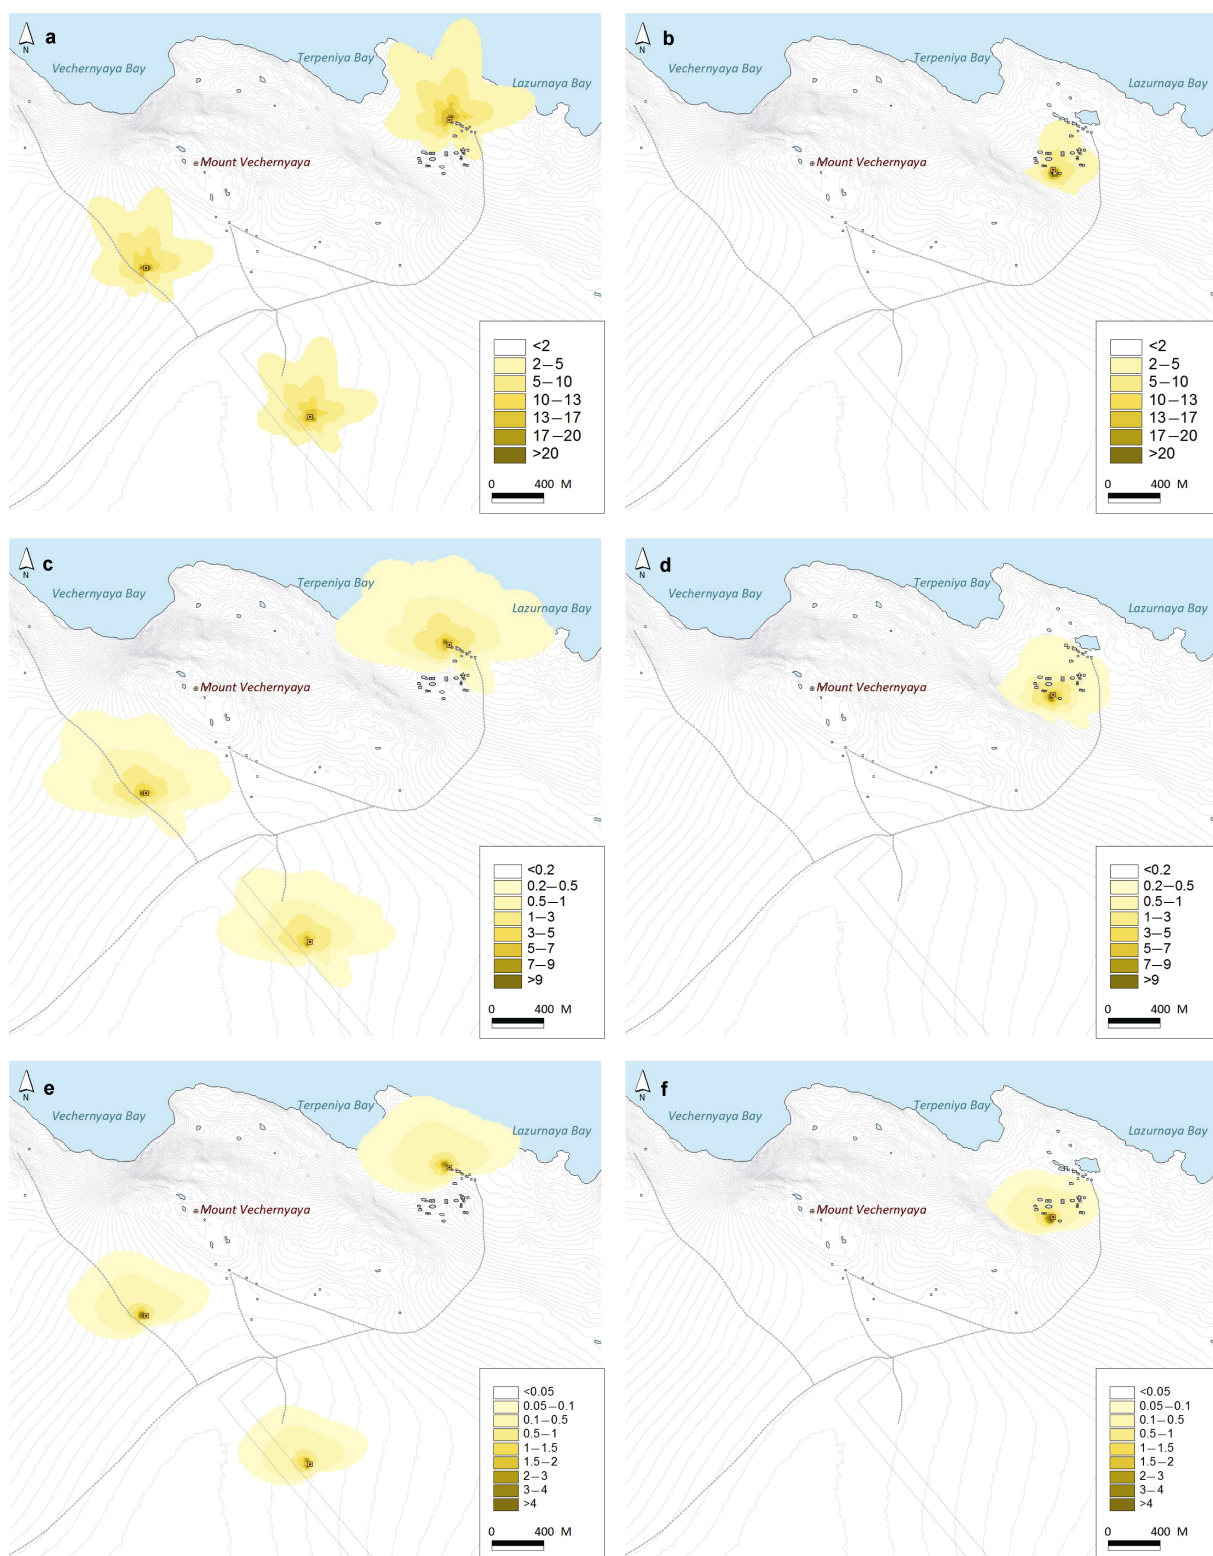 a
N
Vechernyaya Bay
Terpeniya Bay
Lazurnaya Bay
Mount Vechernyaya
<2
2—5
5—10
10—13
13—17
17—20
>20
0 400 M
b
N
Vechernyaya Bay
Terpeniya Bay
Lazurnaya Bay
Mount Vechernyaya
<2
2—5
5—10
10—13
13—17
17—20
>20
0 400 M
c
N
Vechernyaya Bay
Terpeniya Bay
Lazurnaya Bay
Mount Vechernyaya
<0.2
0.2—0.5
0.5—1
1—3
3—5
5—7
7—9
>9
0 400 M
d
N
Vechernyaya Bay
Terpeniya Bay
Lazurnaya Bay
Mount Vechernyaya
<0.2
0.2—0.5
0.5—1
1—3
3—5
5—7
7—9
>9
0 400 M
e
N
Vechernyaya Bay
Terpeniya Bay
Lazurnaya Bay
Mount Vechernyaya
<0.05
0.05—0.1
0.1—0.5
0.5—1
1—1.5
1.5—2
2—3
3—4
>4
0 400 M
f
N
Vechernyaya Bay
Terpeniya Bay
Lazurnaya Bay
Mount Vechernyaya
<0.05
0.05—0.1
0.1—0.5
0.5—1
1—1.5
1.5—2
2—3
3—4
>4
0 400 M